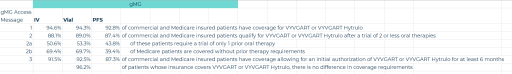 gMG
gMG Access
Message IV Vial PFS
1 94.6% 94.3% 92.8% of commercial and Medicare insured patients have coverage for VYVGART or VYVGART Hytrulo
2 88.1% 89.0% 87.4% of commercial and Medicare insured patients qualify for VYVGART or VYVGART Hytrulo after a trial of 2 or less oral therapies
2a 50.6% 53.3% 43.8% of these patients require a trial of only 1 prior oral therapy
2b 69.4% 69.7% 39.4% of Medicare patients are covered without prior therapy requirements
3 91.5% 92.5% 87.3% of commercial and Medicare insured patients have coverage allowing for an initial authorization of VYVGART or VYVGART Hytrulo for at least 6 months
96.2% of patients whose insurance covers VYVGART or VYVGART Hytrulo, there is no difference in coverage requirements